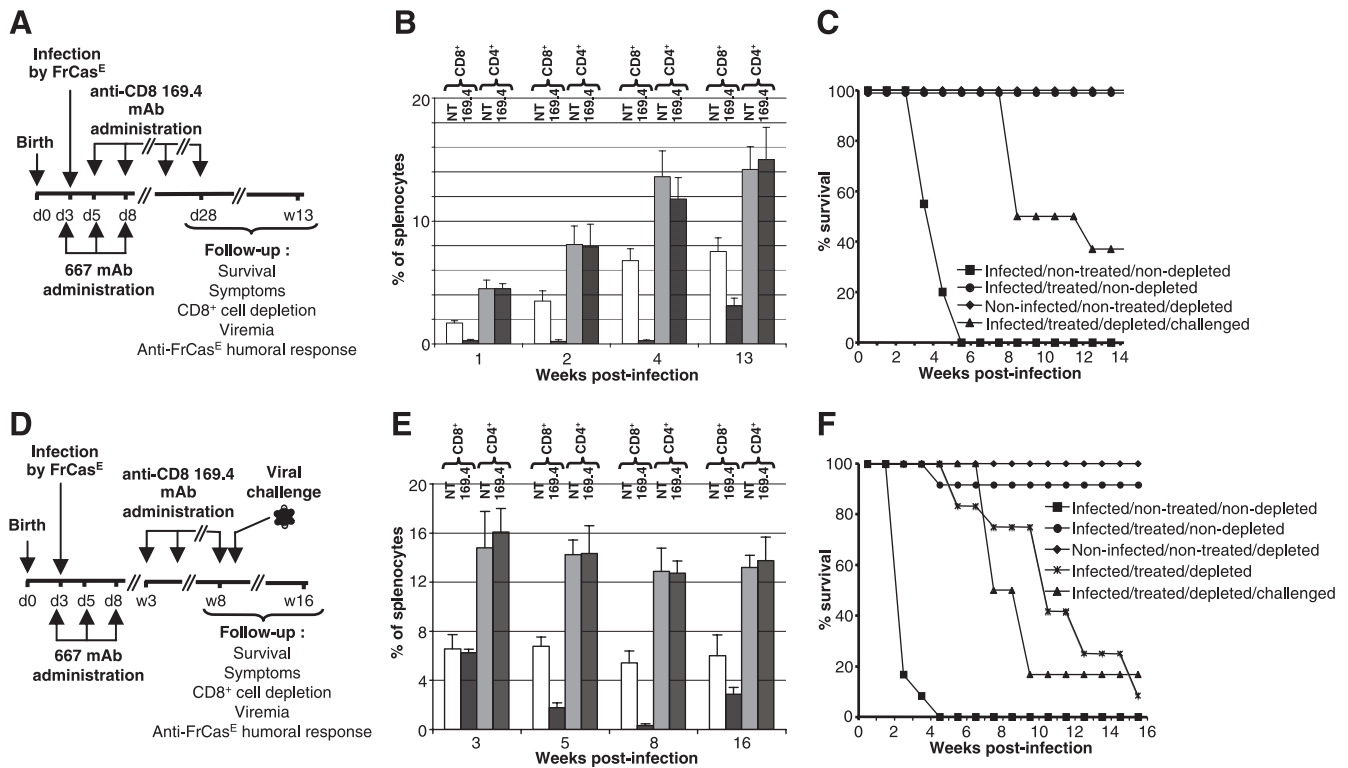 A
Infection
by FrCasE
anti-CD8 169.4
mAb
administration
Birth
d0 d3 d5 d8 d28 w13
667 mAb
administration
Follow-up :
Survival
Symptoms
CD8+ cell depletion
Viremia
Anti-FrCasE humoral response
B
CD8+ CD4+ CD8+ CD4+ CD8+ CD4+ CD8+ CD4+
NT 169.4 NT 169.4 NT 169.4 NT 169.4 NT 169.4 NT 169.4 NT 169.4 NT 169.4
% of splenocytes
20
10
0
1 2 4 13
Weeks post-infection
C
% survival
100
80
60
40
20
0
Infected/non-treated/non-depleted
Infected/treated/non-depleted
Non-infected/non-treated/depleted
Infected/treated/depleted/challenged
0 2 4 6 8 10 12 14
Weeks post-infection
D
Infection
by FrCasE
anti-CD8 169.4
mAb
administration
Viral
challenge
Birth
d0 d3 d5 d8 w3 w8 w16
667 mAb
administration
Follow-up :
Survival
Symptoms
CD8+ cell depletion
Viremia
Anti-FrCasE humoral response
E
CD8+ CD4+ CD8+ CD4+ CD8+ CD4+ CD8+ CD4+
NT 169.4 NT 169.4 NT 169.4 NT 169.4 NT 169.4 NT 169.4 NT 169.4 NT 169.4
% of splenocytes
20
16
12
8
4
0
3 5 8 16
Weeks post-infection
F
% survival
100
80
60
40
20
0
Infected/non-treated/non-depleted
Infected/treated/non-depleted
Non-infected/non-treated/depleted
Infected/treated/depleted
Infected/treated/depleted/challenged
0 2 4 6 8 10 12 14 16
Weeks post-infection